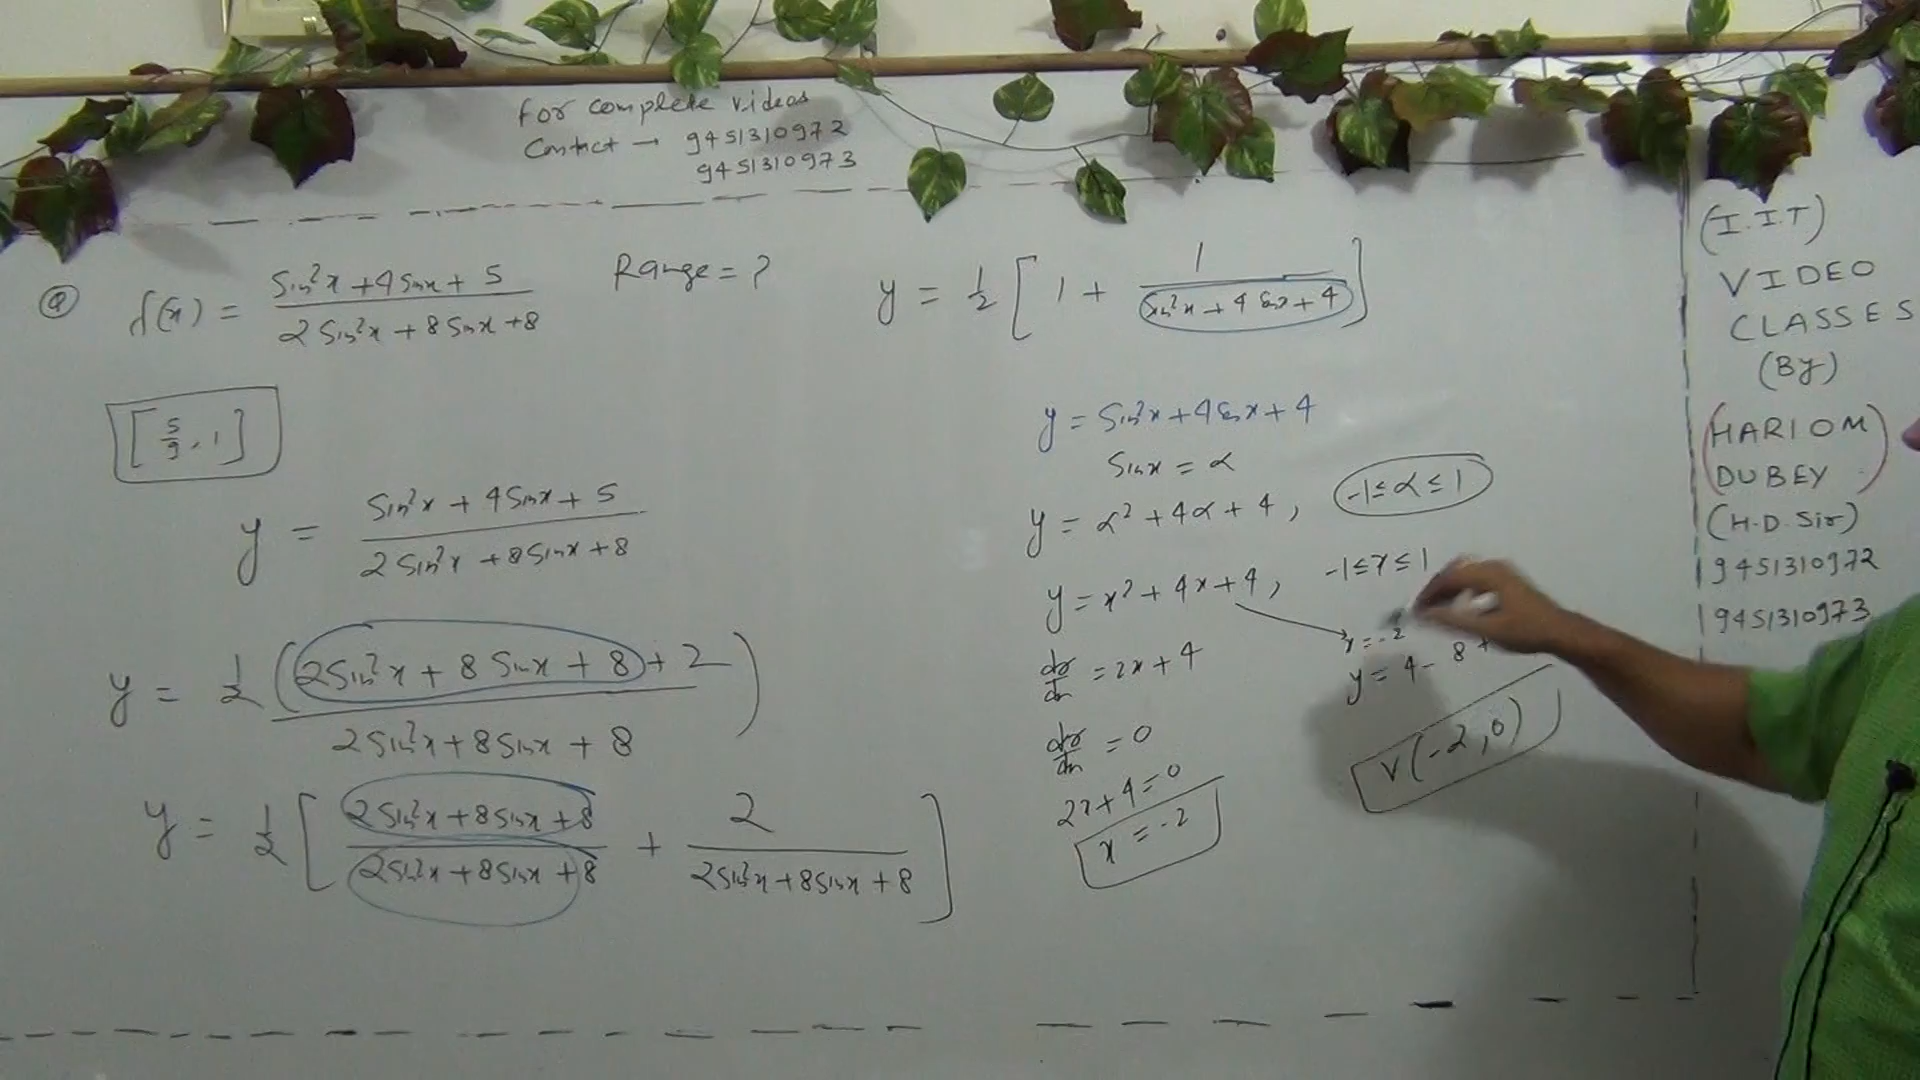 For complete videos
Contact → 9451310972
9451310973
Q f(x) = (Sin²x + 4Sinx + 5)/(2Sin²x + 8Sinx + 8) Range = ?
[5/9, 1]
y = (Sin²x + 4Sinx + 5)/(2Sin²x + 8Sinx + 8)
y = 1/2 ((2Sin²x + 8Sinx + 8) + 2)/(2Sin²x + 8Sinx + 8)
y = 1/2 [(2Sin²x + 8Sinx + 8)/(2Sin²x + 8Sinx + 8) + 2/(2Sin²x + 8Sinx + 8)]
y = 1/2 [1 + 1/(Sin²x + 4Sinx + 4)]
y = Sin²x + 4Sinx + 4
Sinx = α
y = α² + 4α + 4, -1≤α≤1
y = x² + 4x + 4, -1≤x≤1
dy/dx = 2x + 4
dy/dx = 0
2x + 4 = 0
x = -2
x = -2
y = 4 - 8 +
V(-2, 0)
(I.I.T)
VIDEO
CLASSES
(By)
(HARIOM
DUBEY)
(H.D. Sir)
9451310972
9451310973